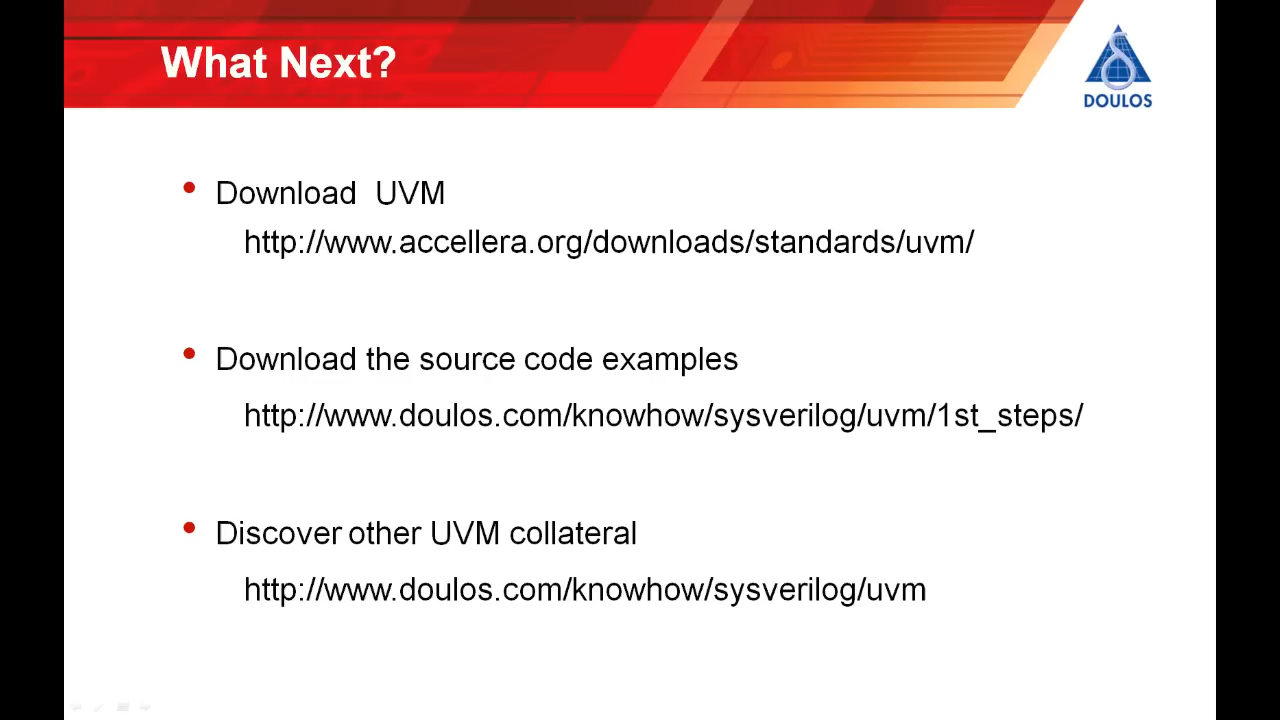 What Next?
DOULOS
Download UVM
http://www.accellera.org/downloads/standards/uvm/
Download the source code examples
http://www.doulos.com/knowhow/sysverilog/uvm/1st_steps/
Discover other UVM collateral
http://www.doulos.com/knowhow/sysverilog/uvm